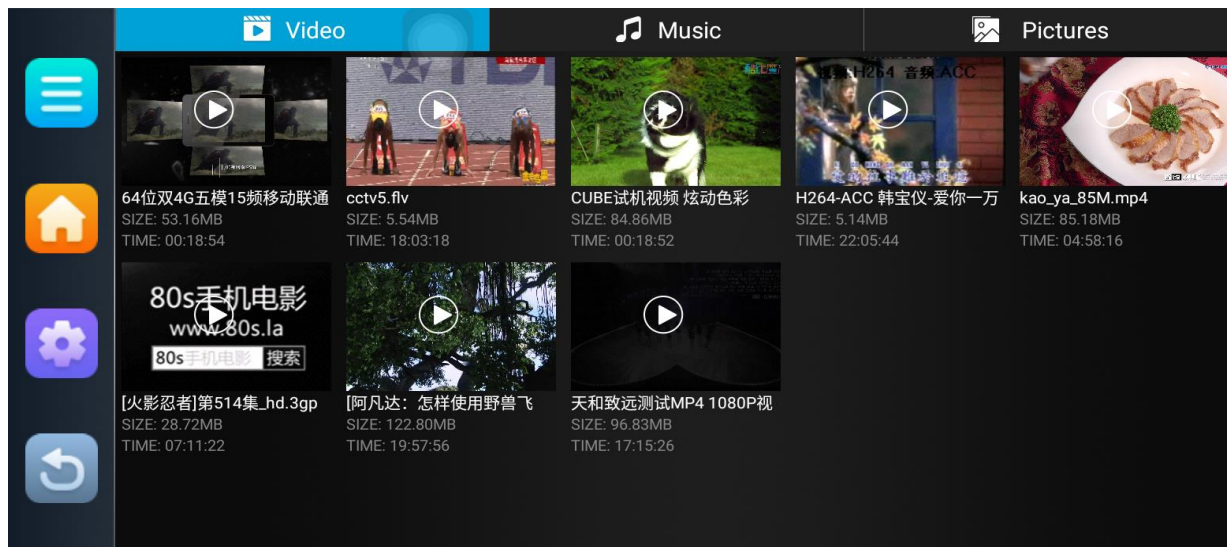 Video
Music
Pictures
H264 音频:ACC
64位双4G五模15频移动联通
SIZE: 53.16MB
TIME: 00:18:54
cctv5.flv
SIZE: 5.54MB
TIME: 18:03:18
CUBE试机视频 炫动色彩
SIZE: 84.86MB
TIME: 00:18:52
H264-ACC 韩宝仪-爱你一万
SIZE: 5.14MB
TIME: 22:05:44
kao_ya_85M.mp4
SIZE: 85.18MB
TIME: 04:58:16
80s手机电影
www.80s.la
80s手机电影 搜索
[火影忍者]第514集_hd.3gp
SIZE: 28.72MB
TIME: 07:11:22
[阿凡达：怎样使用野兽飞
SIZE: 122.80MB
TIME: 19:57:56
天和致远测试MP4 1080P视
SIZE: 96.83MB
TIME: 17:15:26